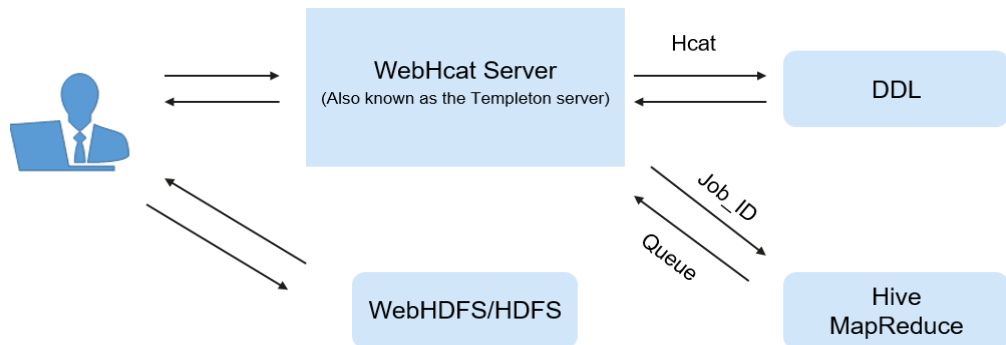 WebHcat Server
(Also known as the Templeton server)
Hcat
DDL
Job_ID
Queue
WebHDFS/HDFS
Hive
MapReduce